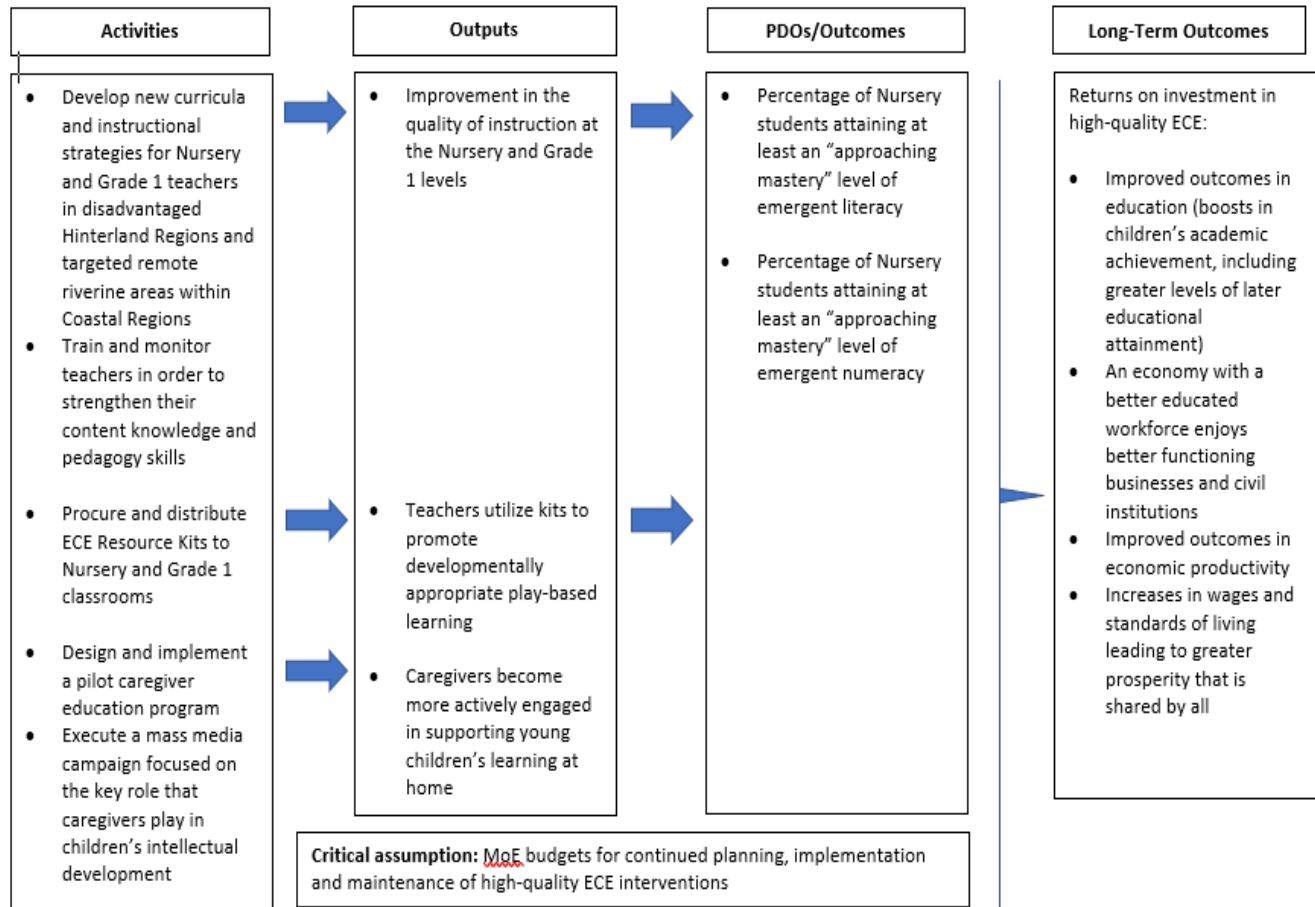 Activities
● Develop new curricula
and instructional
strategies for Nursery
and Grade 1 teachers
in disadvantaged
Hinterland Regions and
targeted remote
riverine areas within
Coastal Regions
● Train and monitor
teachers in order to
strengthen their
content knowledge and
pedagogy skills
● Procure and distribute
ECE Resource Kits to
Nursery and Grade 1
classrooms
● Design and implement
a pilot caregiver
education program
● Execute a mass media
campaign focused on
the key role that
caregivers play in
children’s intellectual
development
Outputs
● Improvement in the
quality of instruction at
the Nursery and Grade
1 levels
● Teachers utilize kits to
promote
developmentally
appropriate play-based
learning
● Caregivers become
more actively engaged
in supporting young
children’s learning at
home
PDOs/Outcomes
● Percentage of Nursery
students attaining at
least an “approaching
mastery” level of
emergent literacy
● Percentage of Nursery
students attaining at
least an “approaching
mastery” level of
emergent numeracy
Critical assumption: MoE budgets for continued planning, implementation
and maintenance of high-quality ECE interventions
Long-Term Outcomes
Returns on investment in
high-quality ECE:
● Improved outcomes in
education (boosts in
children’s academic
achievement, including
greater levels of later
educational
attainment)
● An economy with a
better educated
workforce enjoys
better functioning
businesses and civil
institutions
● Improved outcomes in
economic productivity
● Increases in wages and
standards of living
leading to greater
prosperity that is
shared by all